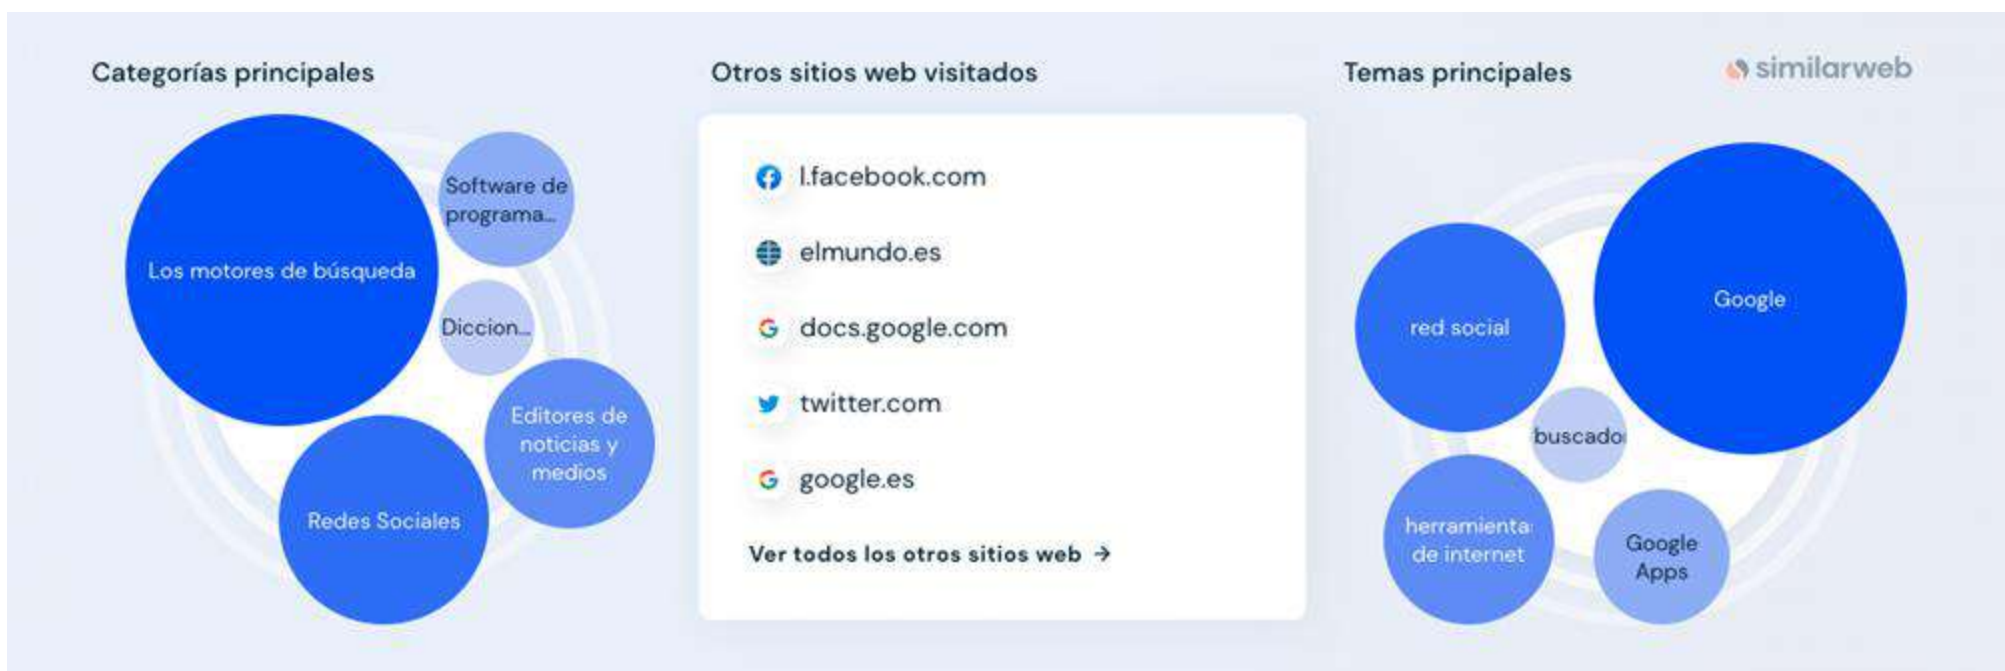 Categorías principales
Los motores de búsqueda
Software de
programa...
Diccion...
Editores de
noticias y
medios
Redes Sociales
Otros sitios web visitados
l.facebook.com
elmundo.es
docs.google.com
twitter.com
google.es
Ver todos los otros sitios web →
Temas principales
similarweb
Google
red social
buscado
herramienta
de internet
Google
Apps